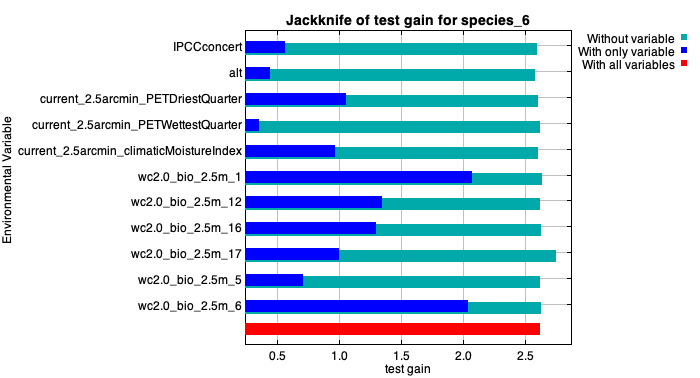 Jackknife of test gain for species_6
Without variable
With only variable
With all variables
Environmental Variable
IPCCconcert
alt
current_2.5arcmin_PETDriestQuarter
current_2.5arcmin_PETWettestQuarter
current_2.5arcmin_climaticMoistureIndex
wc2.0_bio_2.5m_1
wc2.0_bio_2.5m_12
wc2.0_bio_2.5m_16
wc2.0_bio_2.5m_17
wc2.0_bio_2.5m_5
wc2.0_bio_2.5m_6
0.5 1.0 1.5 2.0 2.5
test gain